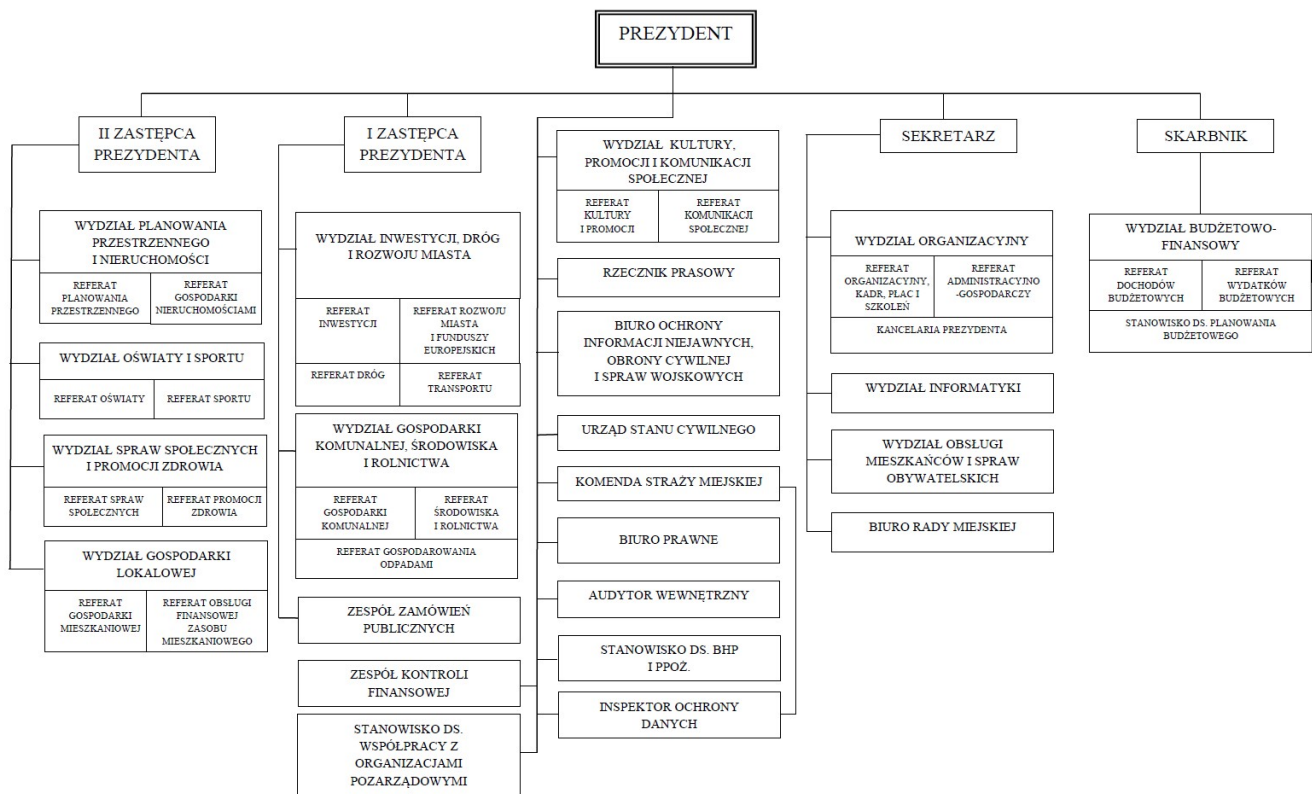 PREZYDENT
II ZASTĘPCA
PREZYDENTA
WYDZIAŁ PLANOWANIA
PRZESTRZENNEGO
I NIERUCHOMOŚCI
REFERAT
PLANOWANIA
PRZESTRZENNEGO
REFERAT
GOSPODARKI
NIERUCHOMOŚCIAMI
WYDZIAŁ OŚWIATY I SPORTU
REFERAT OŚWIATY
REFERAT SPORTU
WYDZIAŁ SPRAW SPOŁECZNYCH
I PROMOCJI ZDROWIA
REFERAT SPRAW
SPOŁECZNYCH
REFERAT PROMOCJI
ZDROWIA
WYDZIAŁ GOSPODARKI
LOKALOWEJ
REFERAT
GOSPODARKI
MIESZKANIOWEJ
REFERAT OBSŁUGI
FINANSOWEJ
ZASOBU
MIESZKANIOWEGO
I ZASTĘPCA
PREZYDENTA
WYDZIAŁ INWESTYCJI, DRÓG
I ROZWOJU MIASTA
REFERAT
INWESTYCJI
REFERAT ROZWOJU
MIASTA
I FUNDUSZY
EUROPEJSKICH
REFERAT DRÓG
REFERAT
TRANSPORTU
WYDZIAŁ GOSPODARKI
KOMUNALNEJ, ŚRODOWISKA
I ROLNICTWA
REFERAT
GOSPODARKI
KOMUNALNEJ
REFERAT
ŚRODOWISKA
I ROLNICTWA
REFERAT GOSPODAROWANIA
ODPADAMI
ZESPÓŁ ZAMÓWIEŃ
PUBLICZNYCH
ZESPÓŁ KONTROLI
FINANSOWEJ
STANOWISKO DS.
WSPÓŁPRACY Z
ORGANIZACJAMI
POZARZĄDOWYMI
WYDZIAŁ KULTURY,
PROMOCJI I KOMUNIKACJI
SPOŁECZNEJ
REFERAT
KULTURY
I PROMOCJI
REFERAT
KOMUNIKACJI
SPOŁECZNEJ
RZECZNIK PRASOWY
BIURO OCHRONY
INFORMACJI NIEJAWNYCH,
OBRONY CYWILNEJ
I SPRAW WOJSKOWYCH
URZĄD STANU CYWILNEGO
KOMENDA STRAŻY MIEJSKIEJ
BIURO PRAWNE
AUDYTOR WEWNĘTRZNY
STANOWISKO DS. BHP
I PPOŻ.
INSPEKTOR OCHRONY
DANYCH
SEKRETARZ
WYDZIAŁ ORGANIZACYJNY
REFERAT
ORGANIZACYJNY,
KADR, PŁAC I
SZKOLEŃ
REFERAT
ADMINISTRACYJNO
-GOSPODARCZY
KANCELARIA PREZYDENTA
WYDZIAŁ INFORMATYKI
WYDZIAŁ OBSŁUGI
MIESZKAŃCÓW I SPRAW
OBYWATELSKICH
BIURO RADY MIEJSKIEJ
SKARBNIK
WYDZIAŁ BUDŻETOWO-
FINANSOWY
REFERAT
DOCHODÓW
BUDŻETOWYCH
REFERAT
WYDATKÓW
BUDŻETOWYCH
STANOWISKO DS. PLANOWANIA
BUDŻETOWEGO